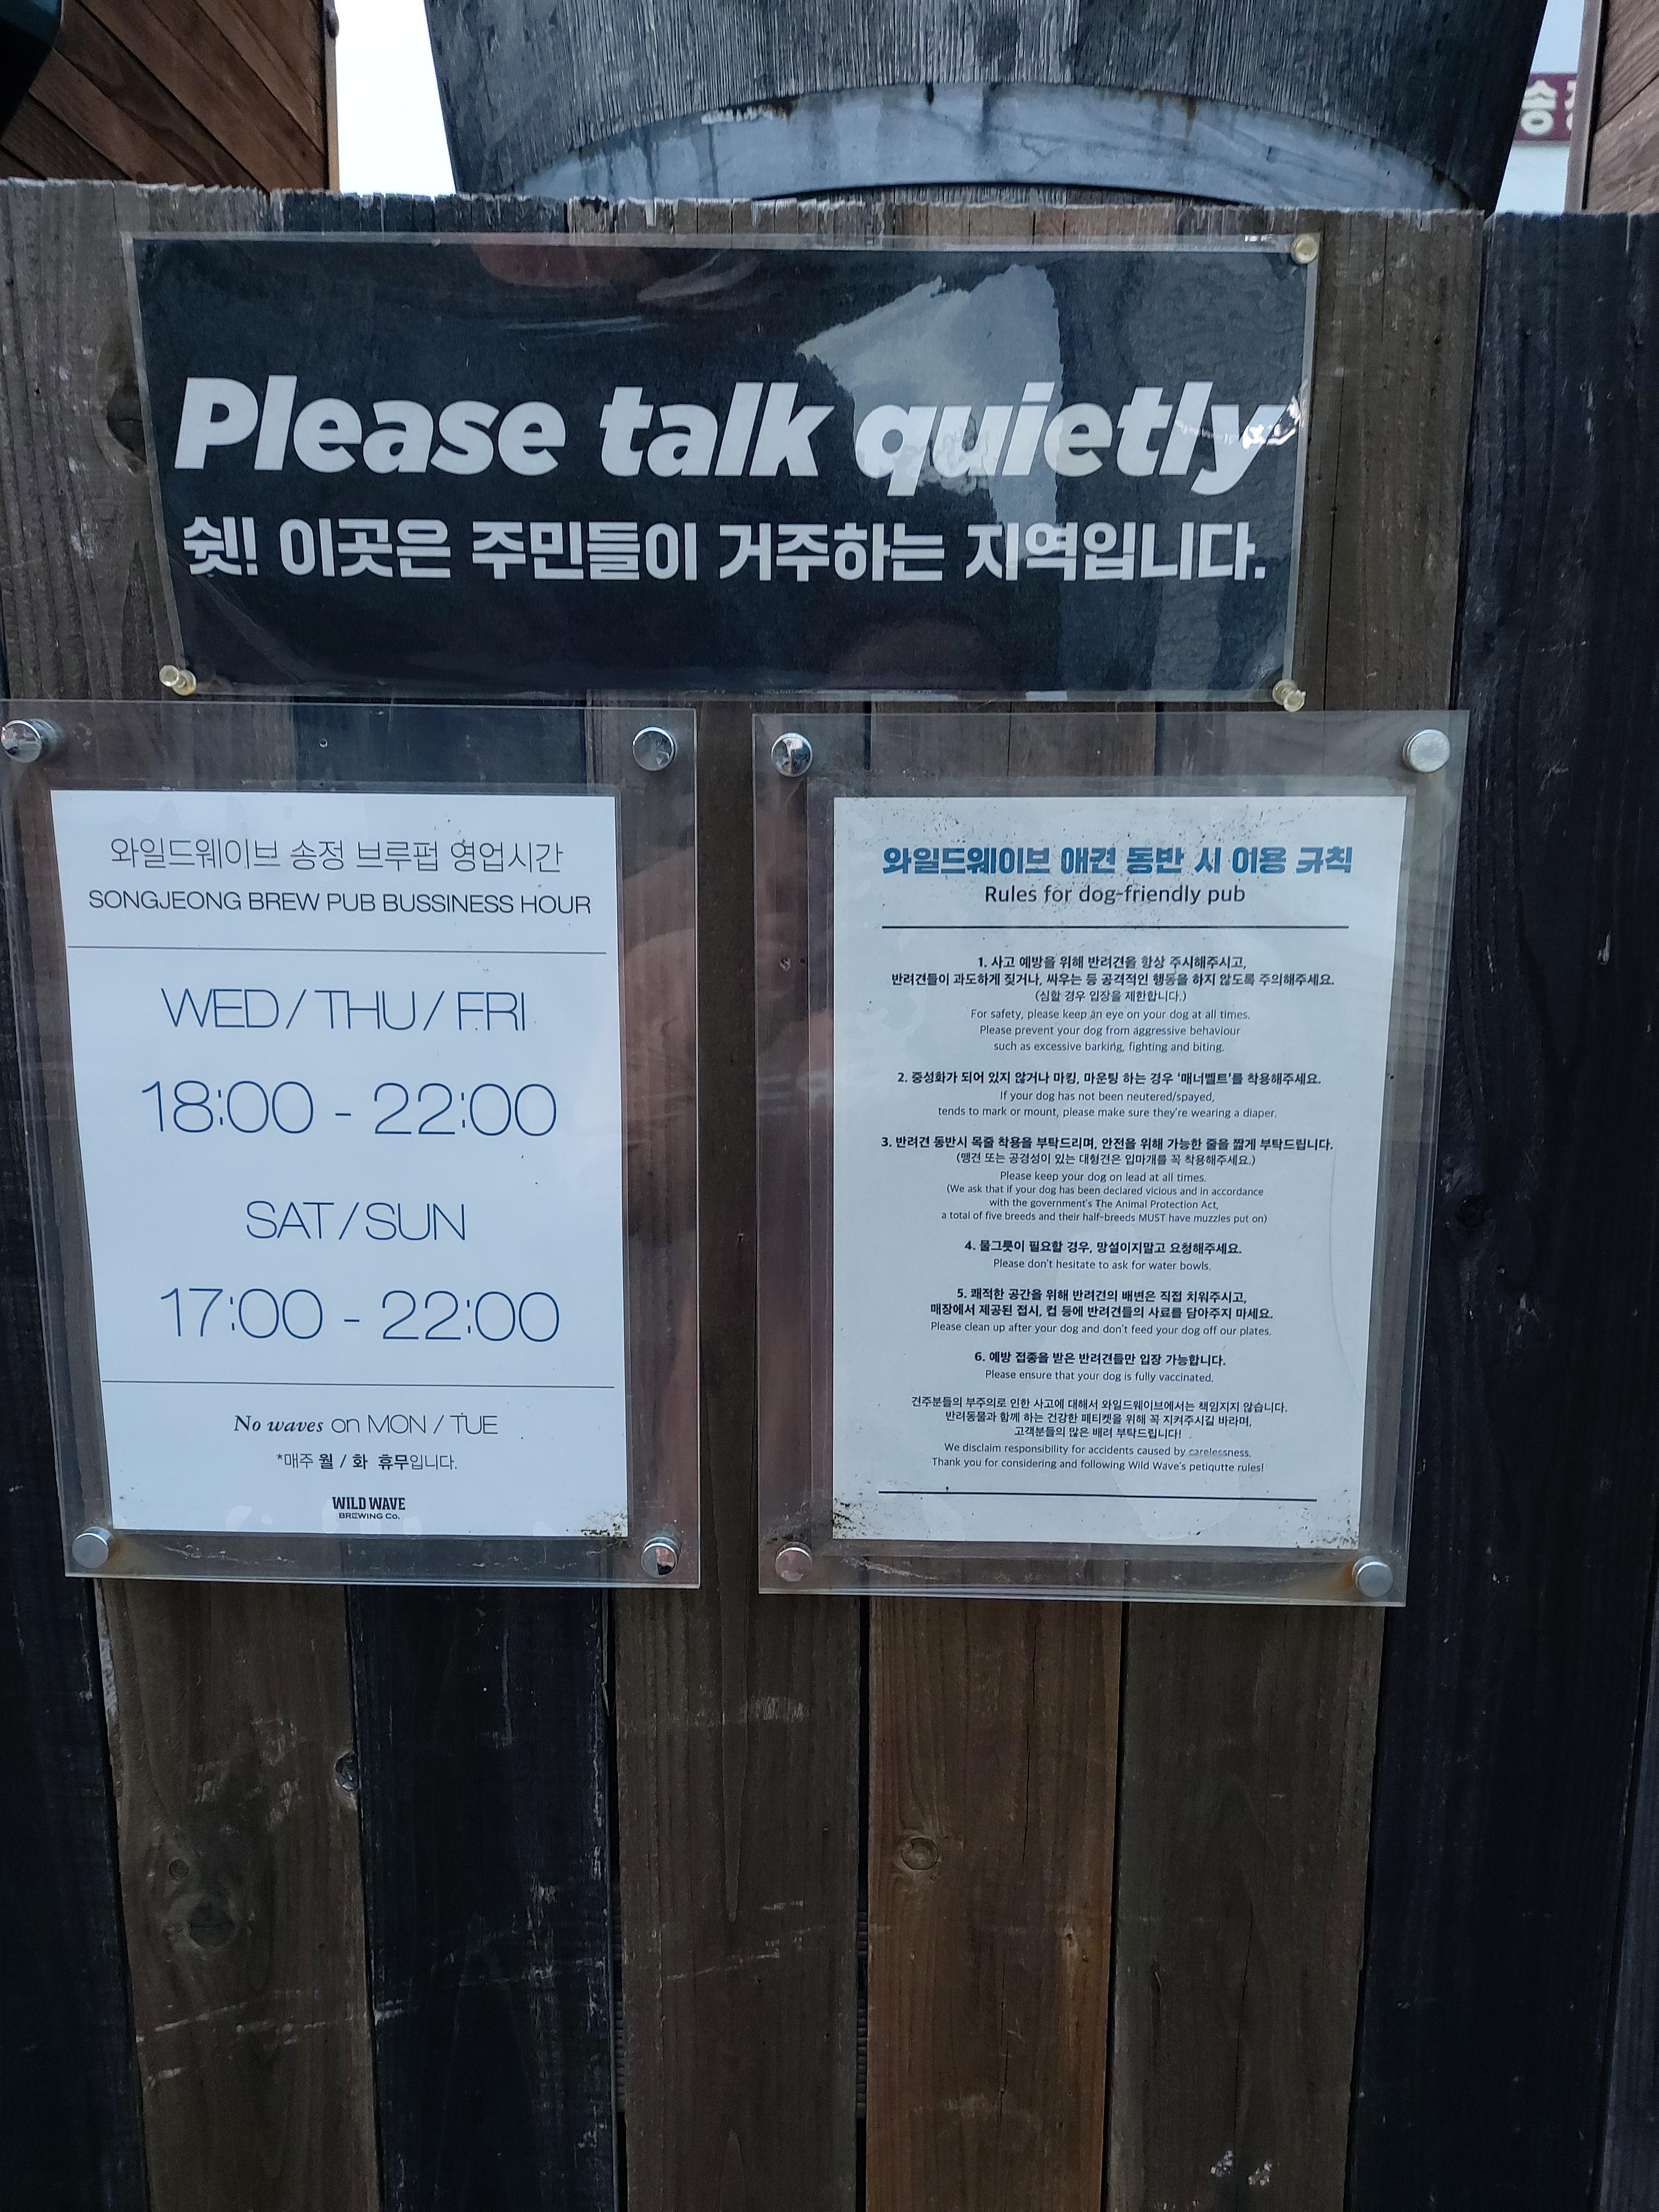 송
Please talk quietly
쉿! 이곳은 주민들이 거주하는 지역입니다.
와일드웨이브 송정 브루펍 영업시간
SONGJEONG BREW PUB BUSSINESS HOUR
WED / THU / FRI
18:00 - 22:00
SAT / SUN
17:00 - 22:00
No waves on MON / TUE
*매주 월 / 화 휴무입니다.
WILD WAVE
BREWING Co.
와일드웨이브 애견 동반 시 이용 규칙
Rules for dog-friendly pub
1. 사고 예방을 위해 반려견을 항상 주시해주시고,
반려견들이 과도하게 짖거나, 싸우는 등 공격적인 행동을 하지 않도록 주의해주세요.
(심할 경우 입장을 제한합니다.)
For safety, please keep an eye on your dog at all times.
Please prevent your dog from aggressive behaviour
such as excessive barking, fighting and biting.
2. 중성화가 되어 있지 않거나 마킹, 마운팅 하는 경우 '매너벨트'를 착용해주세요.
If your dog has not been neutered/spayed,
tends to mark or mount, please make sure they're wearing a diaper.
3. 반려견 동반시 목줄 착용을 부탁드리며, 안전을 위해 가능한 줄을 짧게 부탁드립니다.
(맹견 또는 공경성이 있는 대형견은 입마개를 꼭 착용해주세요.)
Please keep your dog on lead at all times.
(We ask that if your dog has been declared vicious and in accordance
with the government's The Animal Protection Act,
a total of five breeds and their half-breeds MUST have muzzles put on)
4. 물그릇이 필요할 경우, 망설이지말고 요청해주세요.
Please don't hesitate to ask for water bowls.
5. 쾌적한 공간을 위해 반려견의 배변은 직접 치워주시고,
매장에서 제공된 접시, 컵 등에 반려견들의 사료를 담아주지 마세요.
Please clean up after your dog and don't feed your dog off our plates.
6. 예방 접종을 받은 반려견들만 입장 가능합니다.
Please ensure that your dog is fully vaccinated.
견주분들의 부주의로 인한 사고에 대해서 와일드웨이브에서는 책임지지 않습니다.
반려동물과 함께 하는 건강한 페티켓을 위해 꼭 지켜주시길 바라며,
고객분들의 많은 배려 부탁드립니다!
We disclaim responsibility for accidents caused by carelessness.
Thank you for considering and following Wild Wave's petiqutte rules!